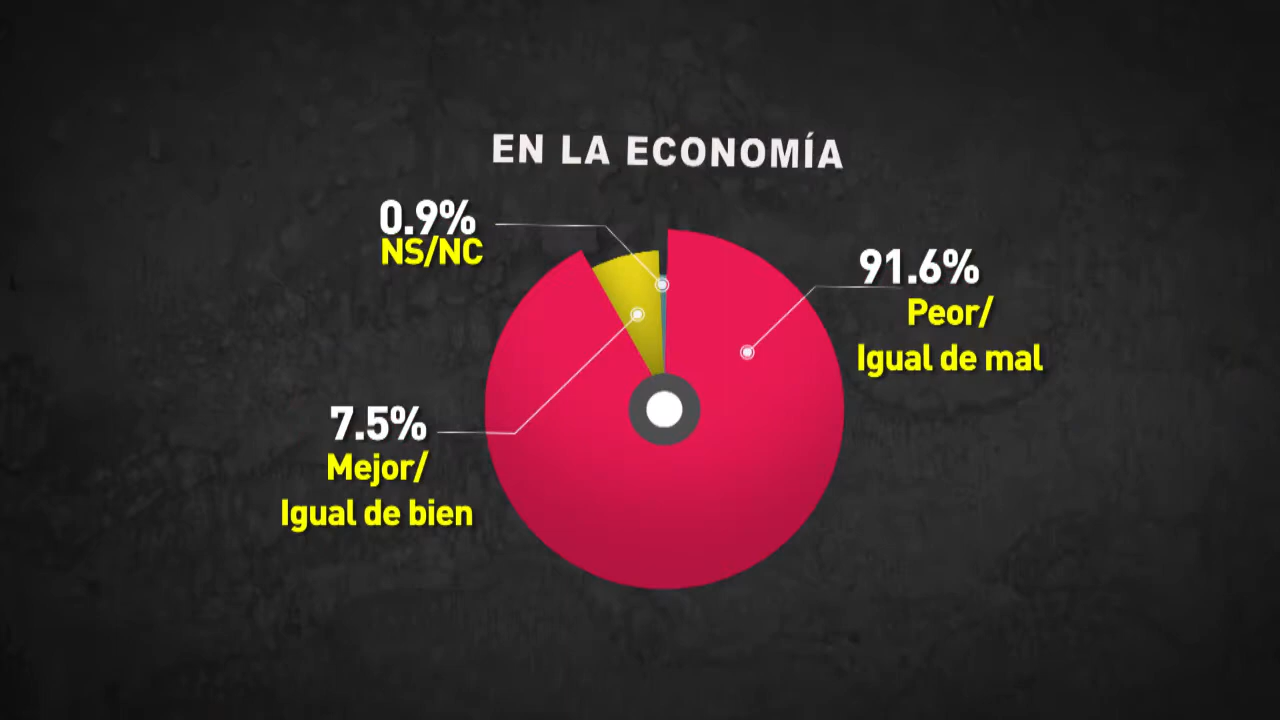 EN LA ECONOMÍA
0.9%
NS/NC
91.6%
Peor/
Igual de mal
7.5%
Mejor/
Igual de bien